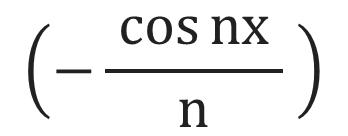 (− cos nx / n)